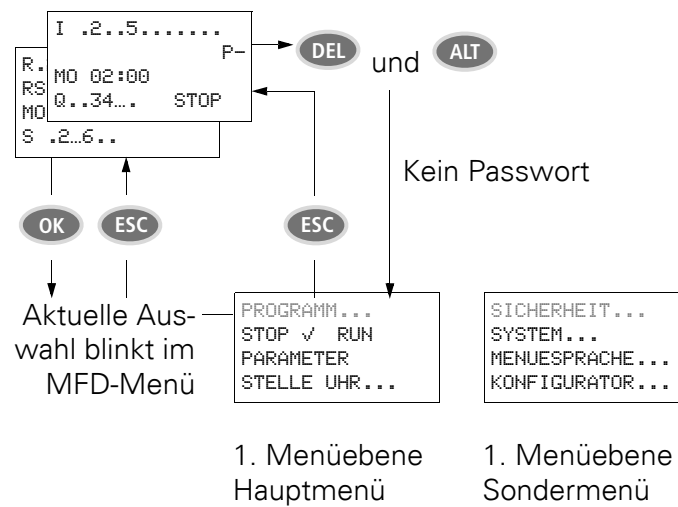 I .2..5.......
P-
MO 02:00
Q..34…. STOP
R.
RS
MO
S .2…6..
DEL und ALT
Kein Passwort
OK
ESC
ESC
Aktuelle Aus-
wahl blinkt im
MFD-Menü
PROGRAMM...
STOP √ RUN
PARAMETER
STELLE UHR...
SICHERHEIT...
SYSTEM...
MENUESPRACHE...
KONFIGURATOR...
1. Menüebene
Hauptmenü
1. Menüebene
Sondermenü